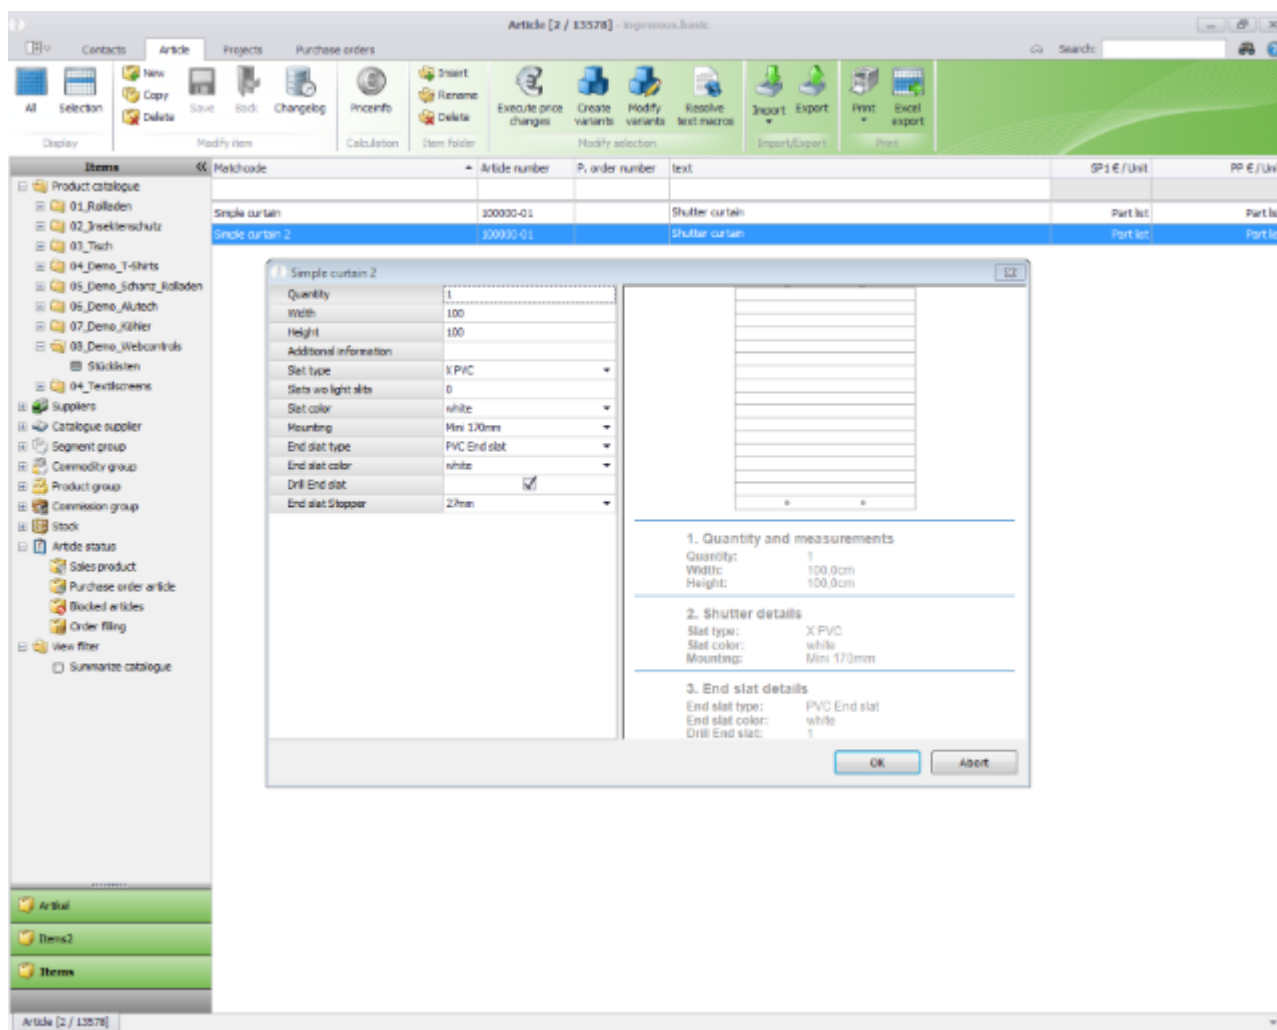 Article [2 / 13578] - ingenious.basic
Contacts Article Projects Purchase orders Search:
All Selection New Copy Delete Save Back Changelog Priceinfo Insert Rename Delete Execute price changes Create variants Modify variants Resolve text macros Import Export Print Excel export
Display Modify item Calculation Item folder Modify selection Import/Export Print
Items « Matchcode Article number P. order number text SP1 € / Unit PP € / Uni
Product catalogue
01_Rolladen
Simple curtain 100000-01 Shutter curtain Part list Part lis
02_Insektenschutz
Simple curtain 2 100000-01 Shutter curtain Part list Part lis
03_Tisch
04_Demo_T-Shirts
05_Demo_Schanz_Rolladen
06_Demo_Alutech
07_Demo_Köhler
08_Demo_Webcontrols
Stücklisten
04_Textilscreens
Suppliers
Catalogue supplier
Segment group
Commodity group
Product group
Commission group
Stock
Article status
Sales product
Purchase order article
Blocked articles
Order filing
View filter
Summarize catalogue
Simple curtain 2
Quantity 1
Width 100
Height 100
Additional information
Slat type X PVC
Slats wo light slits 0
Slat color white
Mounting Mini 170mm
End slat type PVC End slat
End slat color white
Drill End slat
End slat Stopper 27mm
1. Quantity and measurements
Quantity: 1
Width: 100,0cm
Height: 100,0cm
2. Shutter details
Slat type: X PVC
Slat color: white
Mounting: Mini 170mm
3. End slat details
End slat type: PVC End slat
End slat color: white
Drill End slat: 1
OK Abort
Artikel
Items2
Items
Article [2 / 13578]